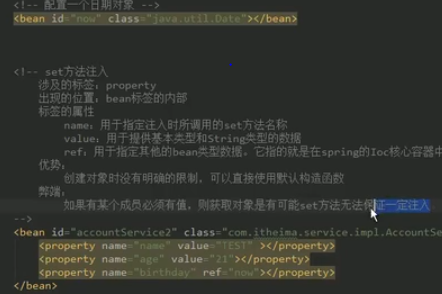 <!-- 配置一个日期对象 -->
<bean id="now" class="java.util.Date"></bean>
<!-- set方法注入
涉及的标签：property
出现的位置：bean标签的内部
标签的属性
name：用于指定注入时所调用的set方法名称
value：用于提供基本类型和String类型的数据
ref：用于指定其他的bean类型数据。它指的就是在spring的Ioc核心容器中
优势：
创建对象时没有明确的限制，可以直接使用默认构造函数
弊端：
如果有某个成员必须有值，则获取对象是有可能set方法无法保证一定注入
-->
<bean id="accountService2" class="com.itheima.service.impl.AccountServ
<property name="name" value="TEST" ></property>
<property name="age" value="21"></property>
<property name="birthday" ref="now"></property>
</bean>